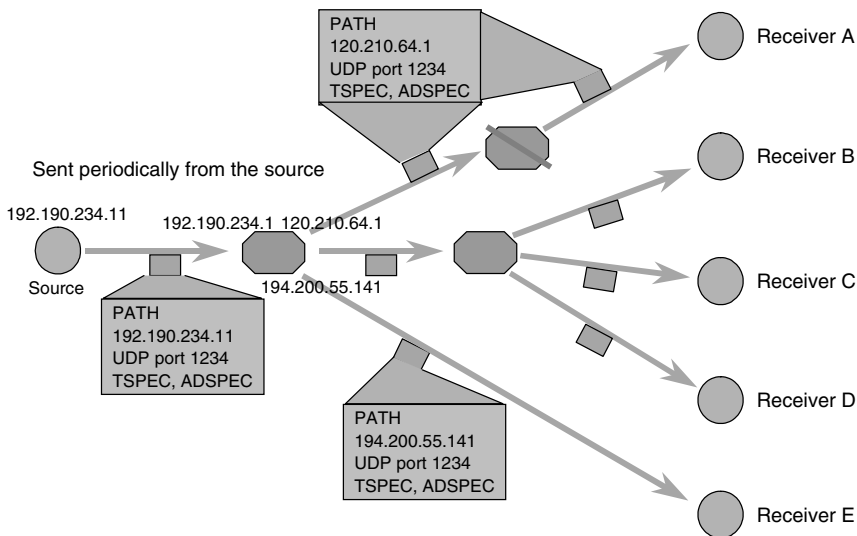 PATH
120.210.64.1
UDP port 1234
TSPEC, ADSPEC
Receiver A
Receiver B
Sent periodically from the source
192.190.234.11
192.190.234.1 120.210.64.1
Source
194.200.55.141
Receiver C
PATH
192.190.234.11
UDP port 1234
TSPEC, ADSPEC
Receiver D
PATH
194.200.55.141
UDP port 1234
TSPEC, ADSPEC
Receiver E